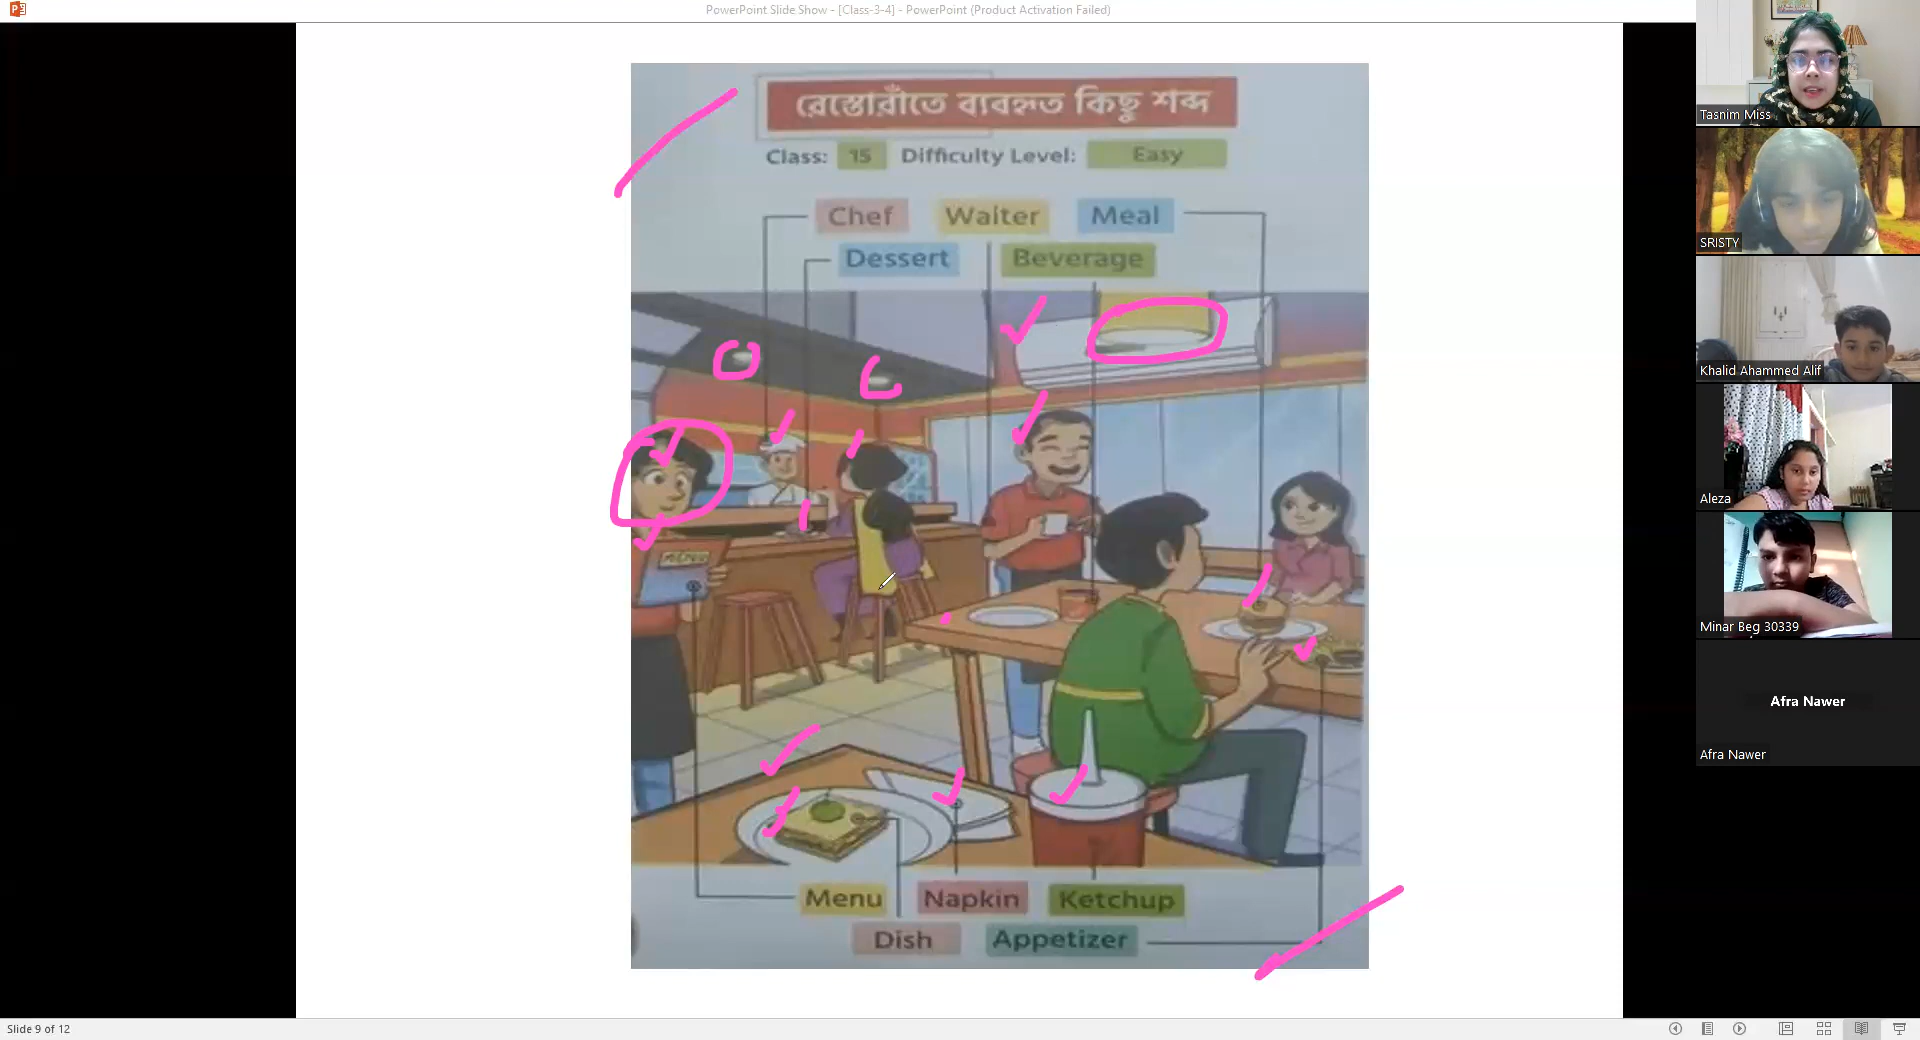 PowerPoint Slide Show - [Class-3-4] - PowerPoint (Product Activation Failed)
রেস্তোরাঁতে ব্যবহৃত কিছু শব্দ
Class: 15 Difficulty Level: Easy
Chef Waiter Meal
Dessert Beverage
Menu Napkin Ketchup
Dish Appetizer
Tasnim Miss
SRISTY
Khalid Ahammed Alif
Aleza
Minar Beg 30339
Afra Nawer
Afra Nawer
Slide 9 of 12